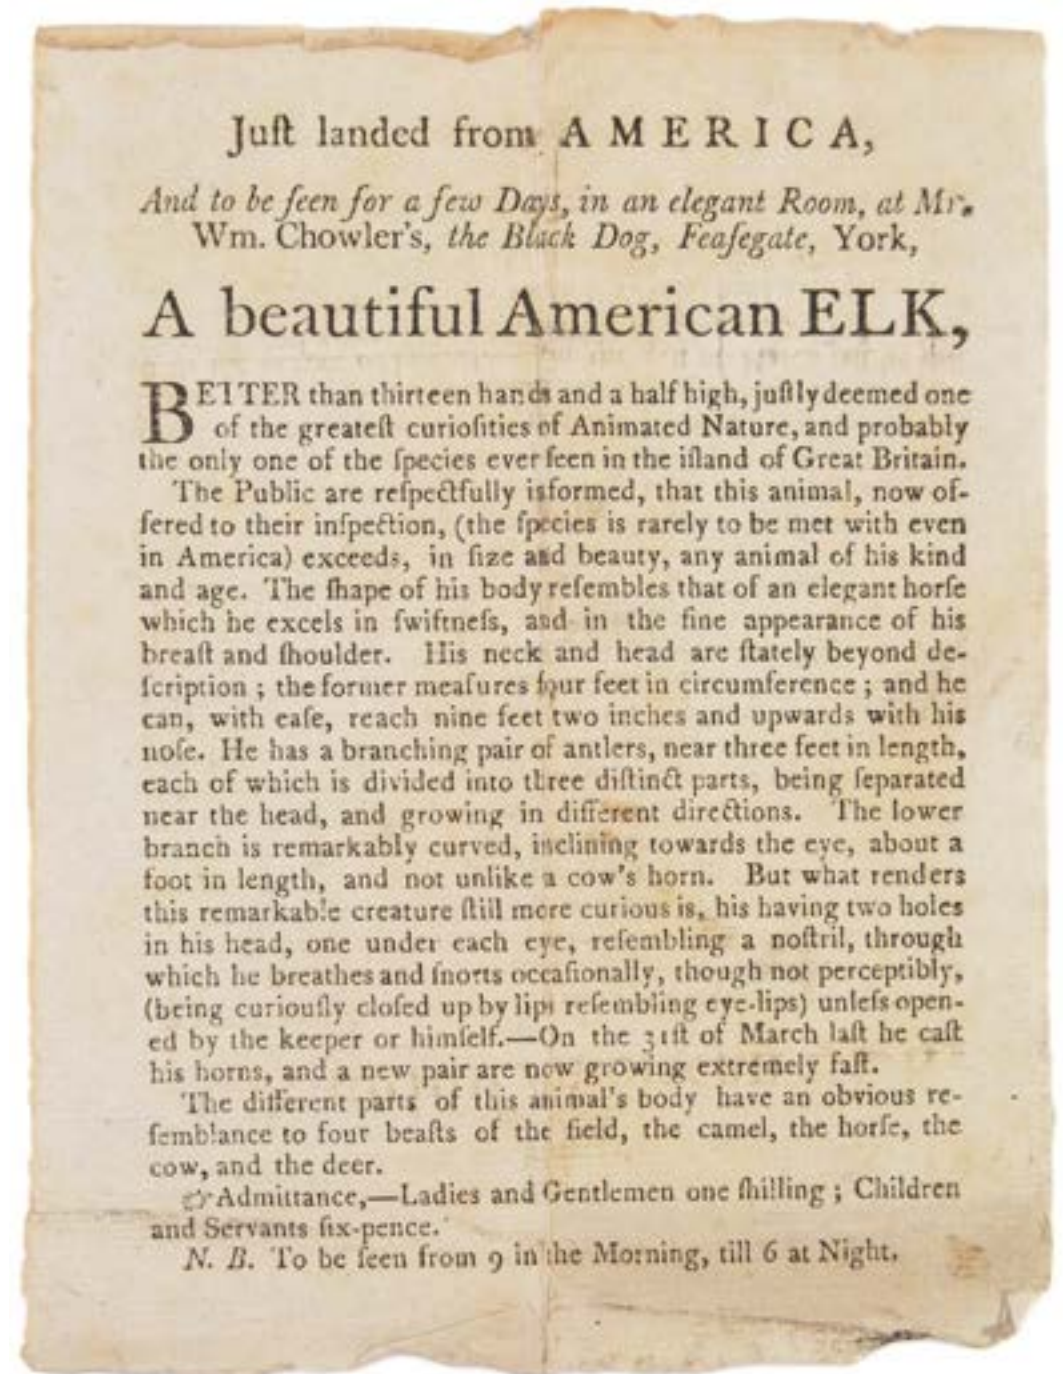 Juſt landed from AMERICA,
And to be ſeen for a few Days, in an elegant Room, at Mr.
Wm. Chowler's, the Black Dog, Feaſegate, York,
A beautiful American ELK,
BETTER than thirteen hands and a half high, juſtly deemed one
of the greateſt curioſities of Animated Nature, and probably
the only one of the ſpecies ever ſeen in the iſland of Great Britain.
The Public are reſpectfully isformed, that this animal, now of-
fered to their inſpection, (the ſpecies is rarely to be met with even
in America) exceeds, in ſize and beauty, any animal of his kind
and age. The ſhape of his body reſembles that of an elegant horſe
which he excels in ſwiftneſs, and in the fine appearance of his
breaſt and ſhoulder. His neck and head are ſtately beyond de-
ſcription ; the former meaſures four feet in circumference ; and he
can, with eaſe, reach nine feet two inches and upwards with his
noſe. He has a branching pair of antlers, near three feet in length,
each of which is divided into three diſtinct parts, being ſeparated
near the head, and growing in different directions. The lower
branch is remarkably curved, inclining towards the eye, about a
foot in length, and not unlike a cow's horn. But what renders
this remarkable creature ſtill more curious is, his having two holes
in his head, one under each eye, reſembling a noſtril, through
which he breathes and ſnorts occaſionally, though not perceptibly,
(being curiouſly cloſed up by lips reſembling eye-lips) unleſs open-
ed by the keeper or himſelf.—On the 31ſt of March laſt he caſt
his horns, and a new pair are now growing extremely faſt.
The different parts of this animal's body have an obvious re-
ſemblance to four beaſts of the field, the camel, the horſe, the
cow, and the deer.
☞ Admittance,—Ladies and Gentlemen one ſhilling ; Children
and Servants ſix-pence.
N. B. To be ſeen from 9 in the Morning, till 6 at Night.